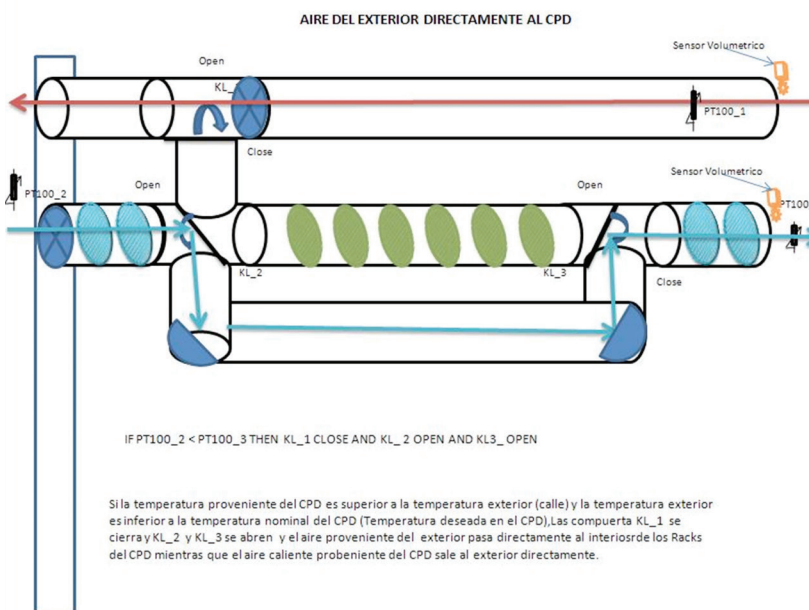 AIRE DEL EXTERIOR DIRECTAMENTE AL CPD
Sensor Volumetrico
Open
KL_
PT100_1
Close
Sensor Volumetrico
Open
Open
PT100_2
PT100
KL_2
KL_3
Close
IF PT100_2 < PT100_3 THEN KL_1 CLOSE AND KL_ 2 OPEN AND KL3_ OPEN
Si la temperatura proveniente del CPD es superior a la temperatura exterior (calle) y la temperatura exterior
es inferior a la temperatura nominal del CPD (Temperatura deseada en el CPD),Las compuerta KL_1 se
cierra y KL_2 y KL_3 se abren y el aire proveniente del exterior pasa directamente al interiosrde los Racks
del CPD mientras que el aire caliente probeniente del CPD sale al exterior directamente.